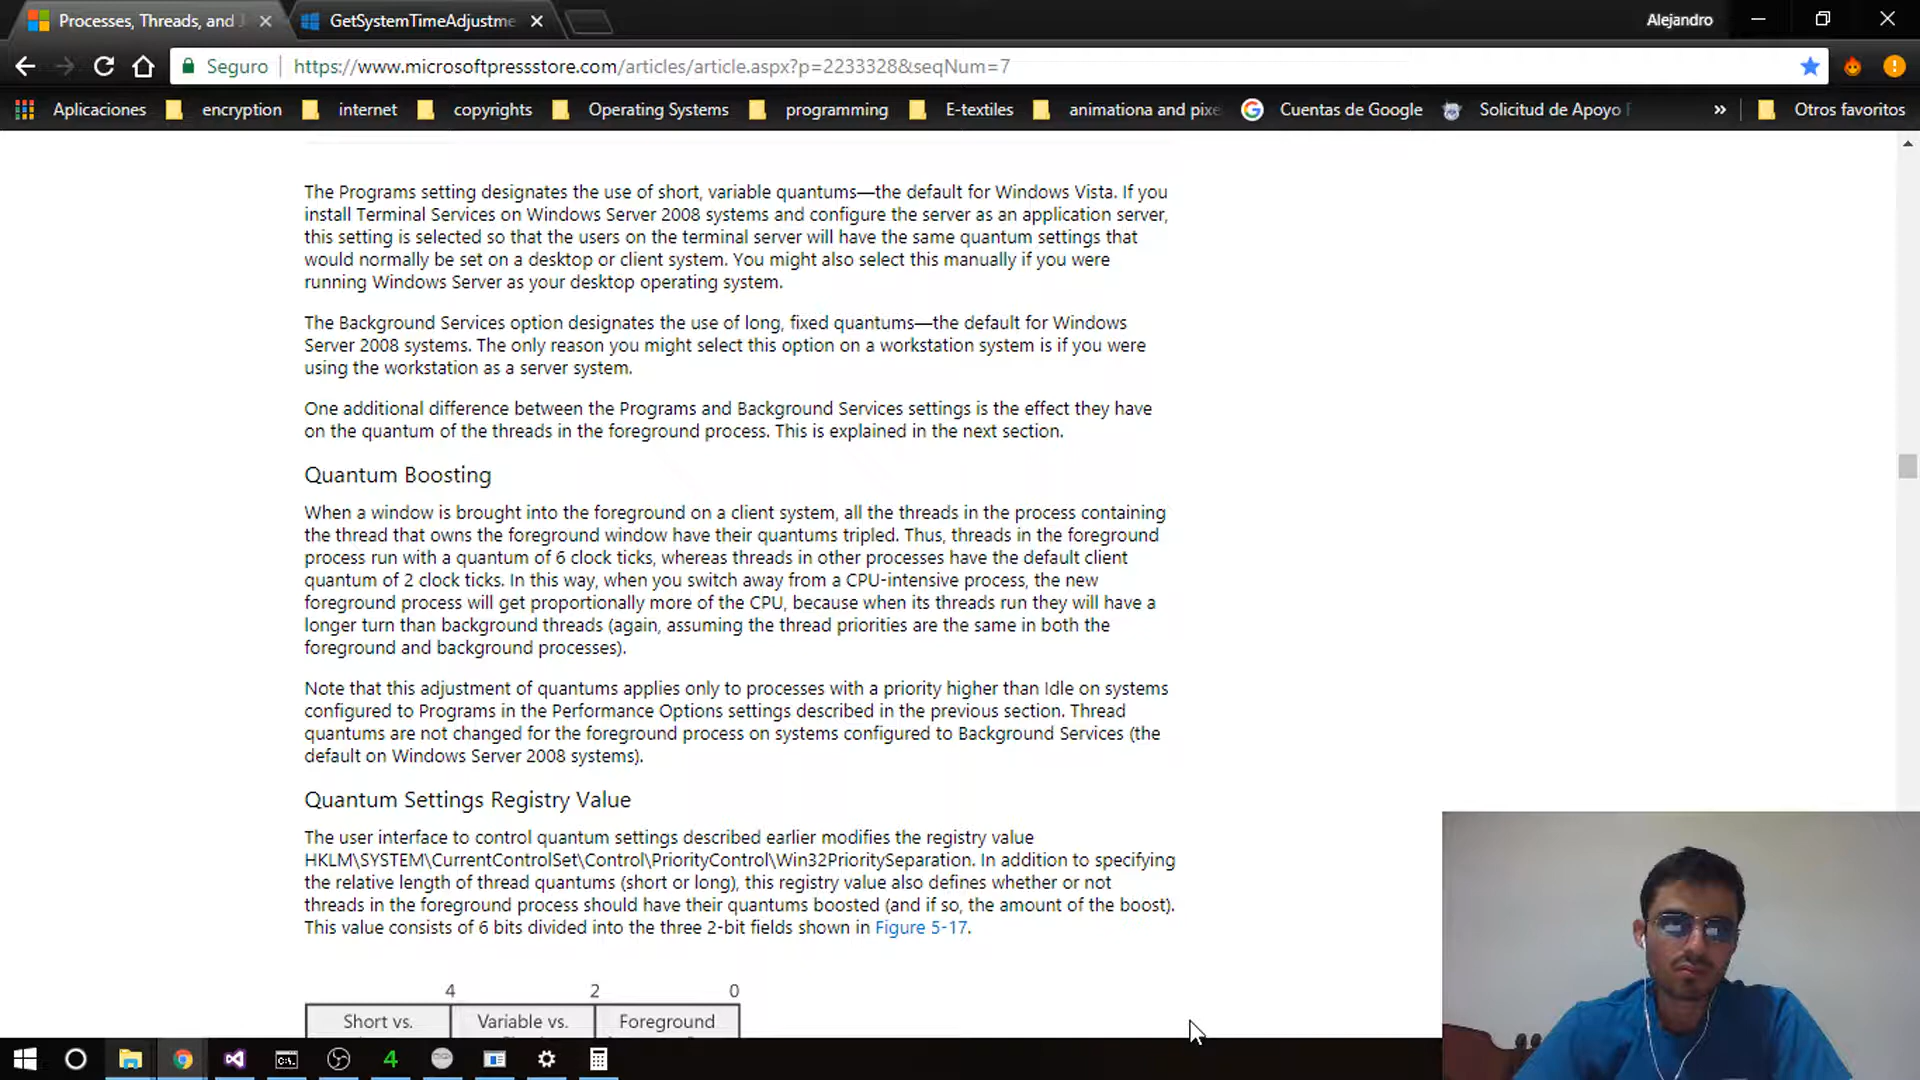 Processes, Threads, and J
GetSystemTimeAdjustme
Alejandro
Seguro
https://www.microsoftpressstore.com/articles/article.aspx?p=2233328&seqNum=7
Aplicaciones
encryption
internet
copyrights
Operating Systems
programming
E-textiles
animationa and pixe
Cuentas de Google
Solicitud de Apoyo
»
Otros favoritos
The Programs setting designates the use of short, variable quantums—the default for Windows Vista. If you
install Terminal Services on Windows Server 2008 systems and configure the server as an application server,
this setting is selected so that the users on the terminal server will have the same quantum settings that
would normally be set on a desktop or client system. You might also select this manually if you were
running Windows Server as your desktop operating system.
The Background Services option designates the use of long, fixed quantums—the default for Windows
Server 2008 systems. The only reason you might select this option on a workstation system is if you were
using the workstation as a server system.
One additional difference between the Programs and Background Services settings is the effect they have
on the quantum of the threads in the foreground process. This is explained in the next section.
Quantum Boosting
When a window is brought into the foreground on a client system, all the threads in the process containing
the thread that owns the foreground window have their quantums tripled. Thus, threads in the foreground
process run with a quantum of 6 clock ticks, whereas threads in other processes have the default client
quantum of 2 clock ticks. In this way, when you switch away from a CPU-intensive process, the new
foreground process will get proportionally more of the CPU, because when its threads run they will have a
longer turn than background threads (again, assuming the thread priorities are the same in both the
foreground and background processes).
Note that this adjustment of quantums applies only to processes with a priority higher than Idle on systems
configured to Programs in the Performance Options settings described in the previous section. Thread
quantums are not changed for the foreground process on systems configured to Background Services (the
default on Windows Server 2008 systems).
Quantum Settings Registry Value
The user interface to control quantum settings described earlier modifies the registry value
HKLM\SYSTEM\CurrentControlSet\Control\PriorityControl\Win32PrioritySeparation. In addition to specifying
the relative length of thread quantums (short or long), this registry value also defines whether or not
threads in the foreground process should have their quantums boosted (and if so, the amount of the boost).
This value consists of 6 bits divided into the three 2-bit fields shown in Figure 5-17.
4 2 0
Short vs. Variable vs. Foreground
4